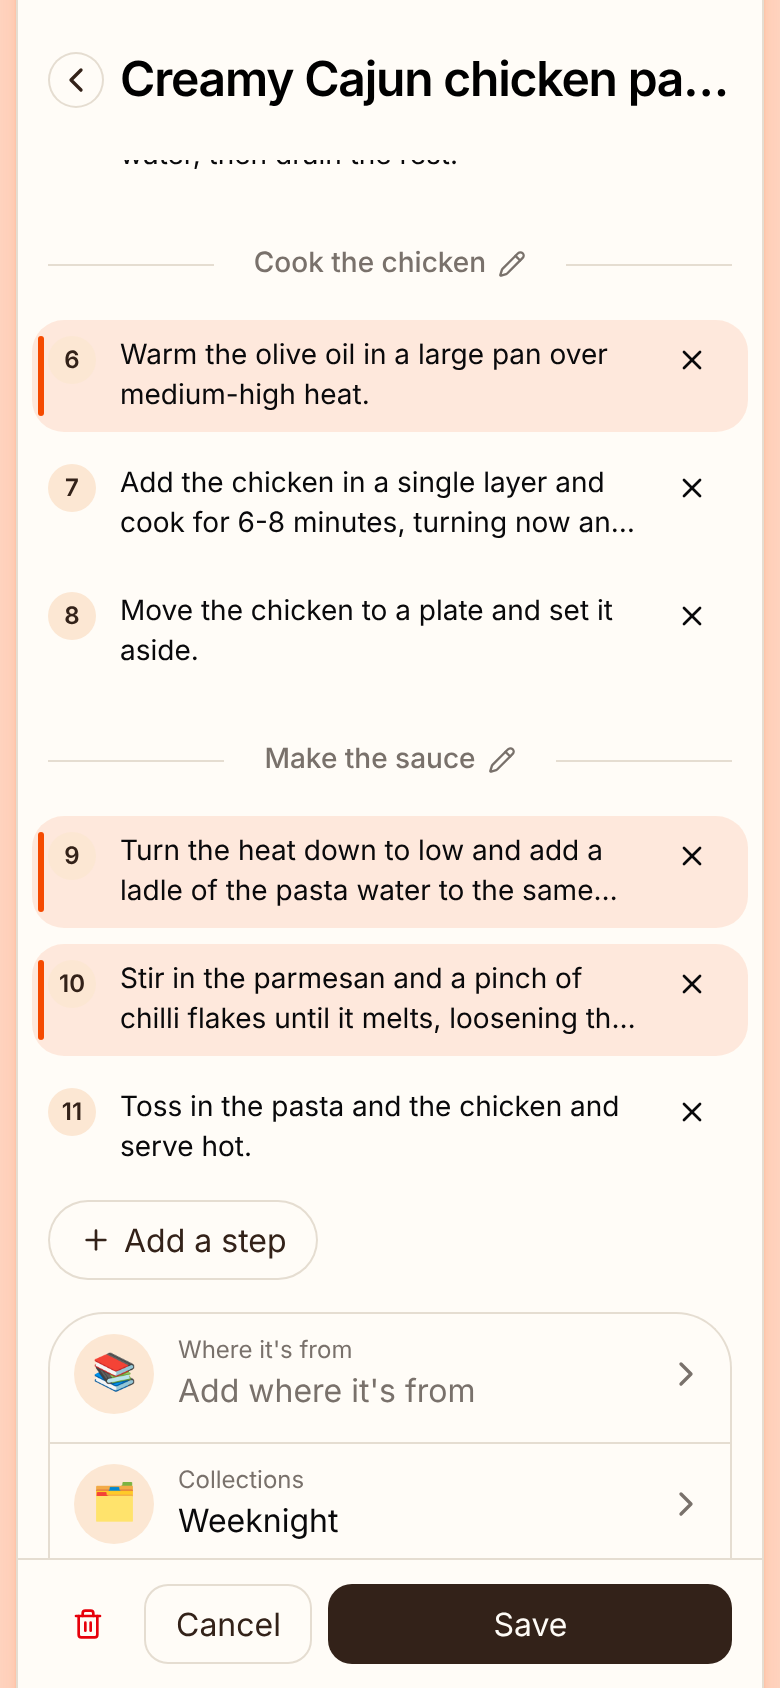 Creamy Cajun chicken pa...
water, then drain the rest.
Cook the chicken
6
Warm the olive oil in a large pan over
medium-high heat.
7
Add the chicken in a single layer and
cook for 6-8 minutes, turning now an...
8
Move the chicken to a plate and set it
aside.
Make the sauce
9
Turn the heat down to low and add a
ladle of the pasta water to the same...
10
Stir in the parmesan and a pinch of
chilli flakes until it melts, loosening th...
11
Toss in the pasta and the chicken and
serve hot.
+ Add a step
Where it's from
Add where it's from
Collections
Weeknight
Cancel
Save